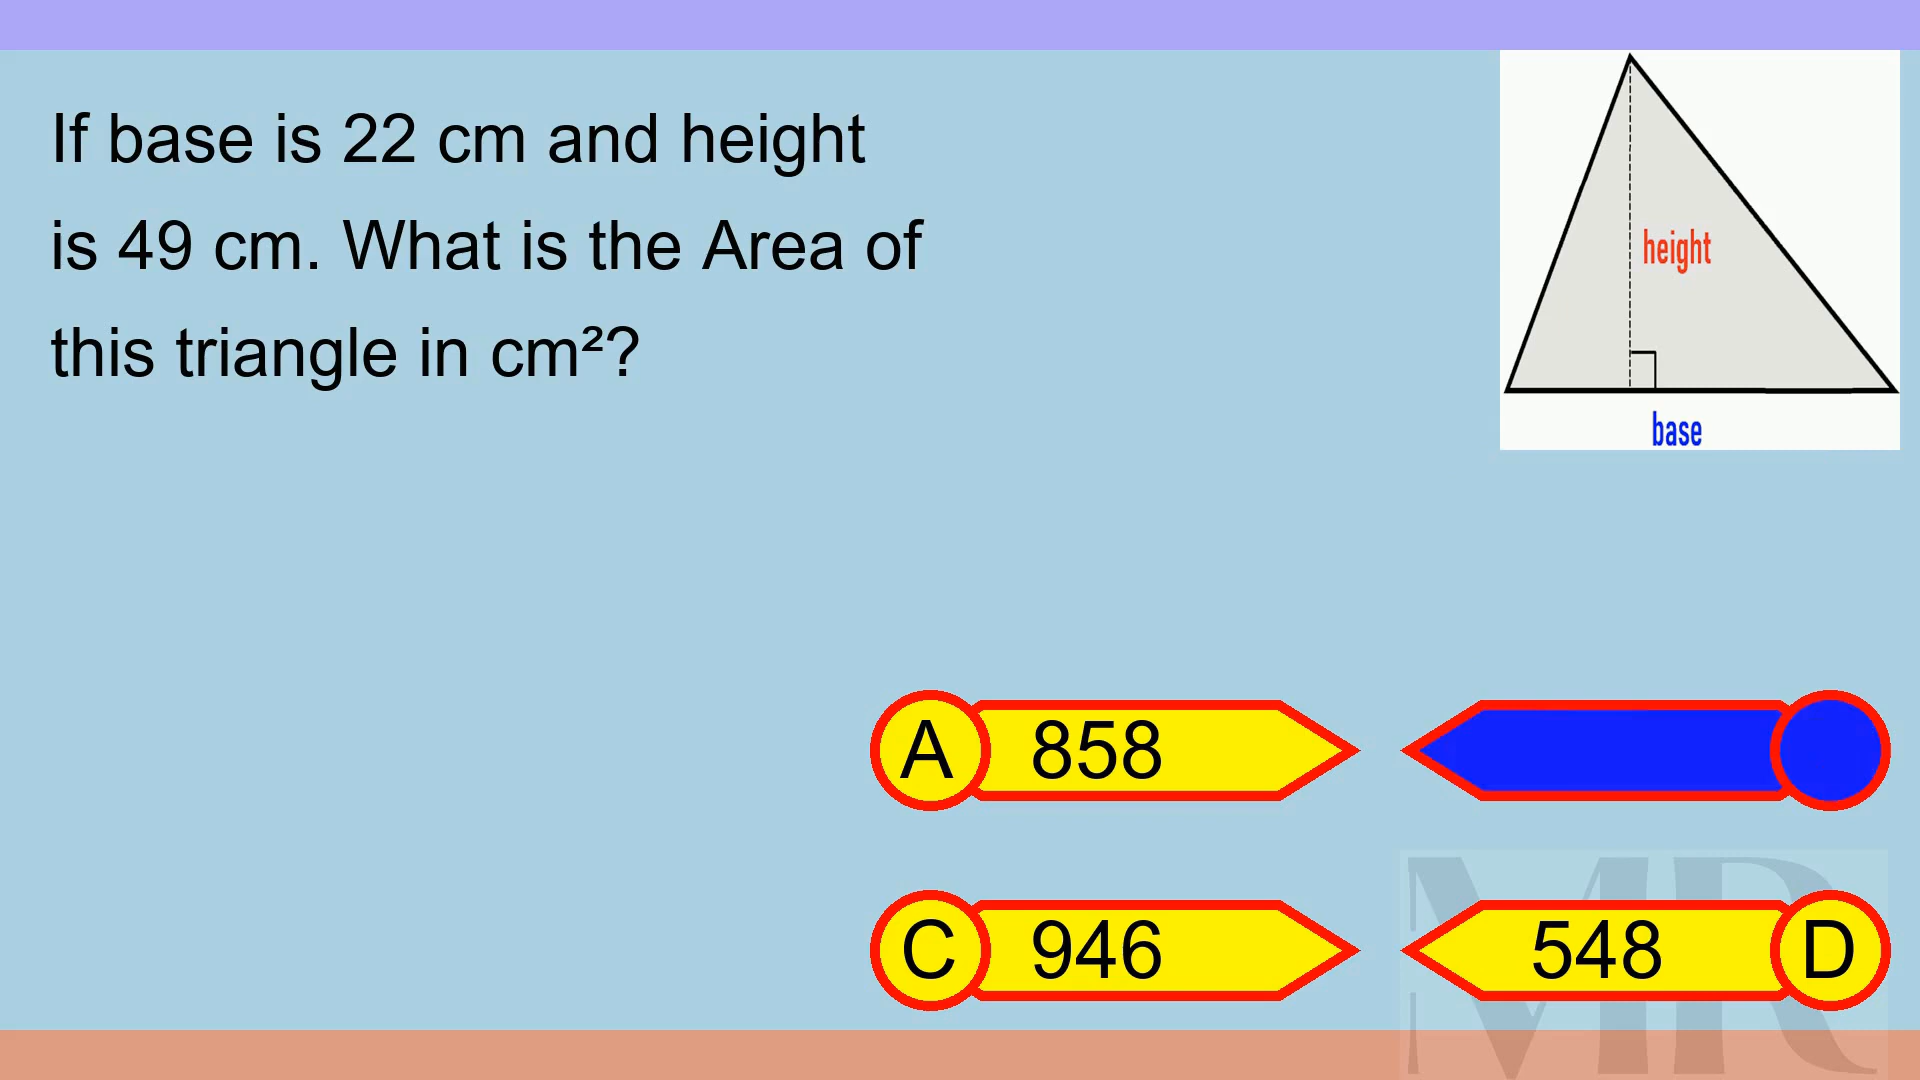 If base is 22 cm and height
is 49 cm. What is the Area of
this triangle in cm²?
height
base
A 858
C 946
548 D
MR